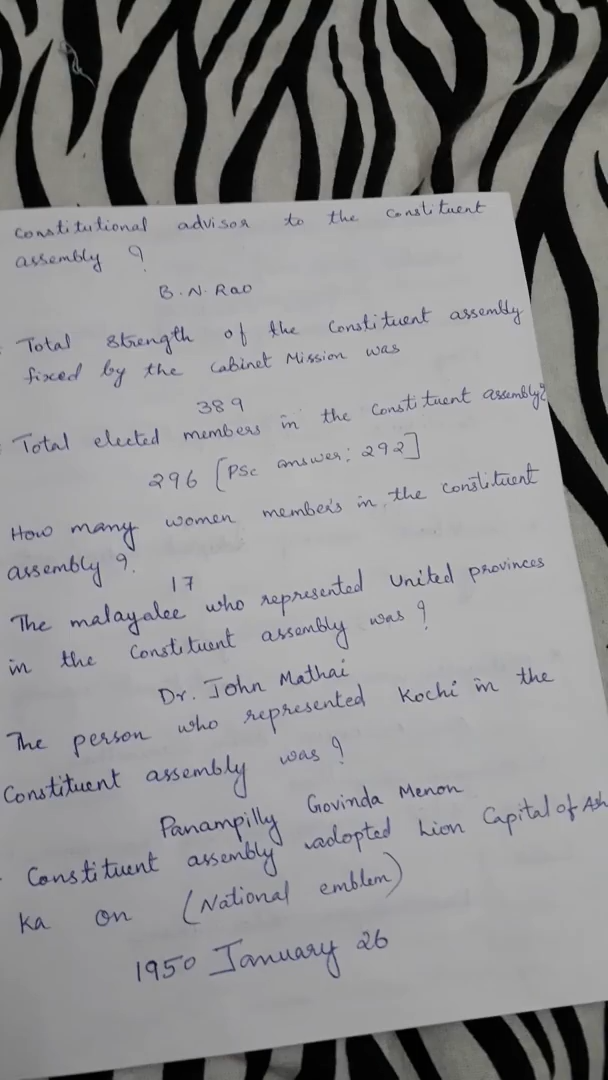 constitutional advisor to the constituent
assembly ?
B.N. Rao
Total strength of the Constituent assembly
fixed by the Cabinet Mission was
389
Total elected members in the constituent assembly?
296 [PSC answer: 292]
How many women members in the constituent
assembly ?
17
The malayalee who represented United provinces
in the Constituent assembly was ?
Dr. John Mathai
The person who represented Kochi in the
Constituent assembly was ?
Panampilly Govinda Menon
Constituent assembly adopted Lion Capital of Ash
ka on (National emblem)
1950 January 26